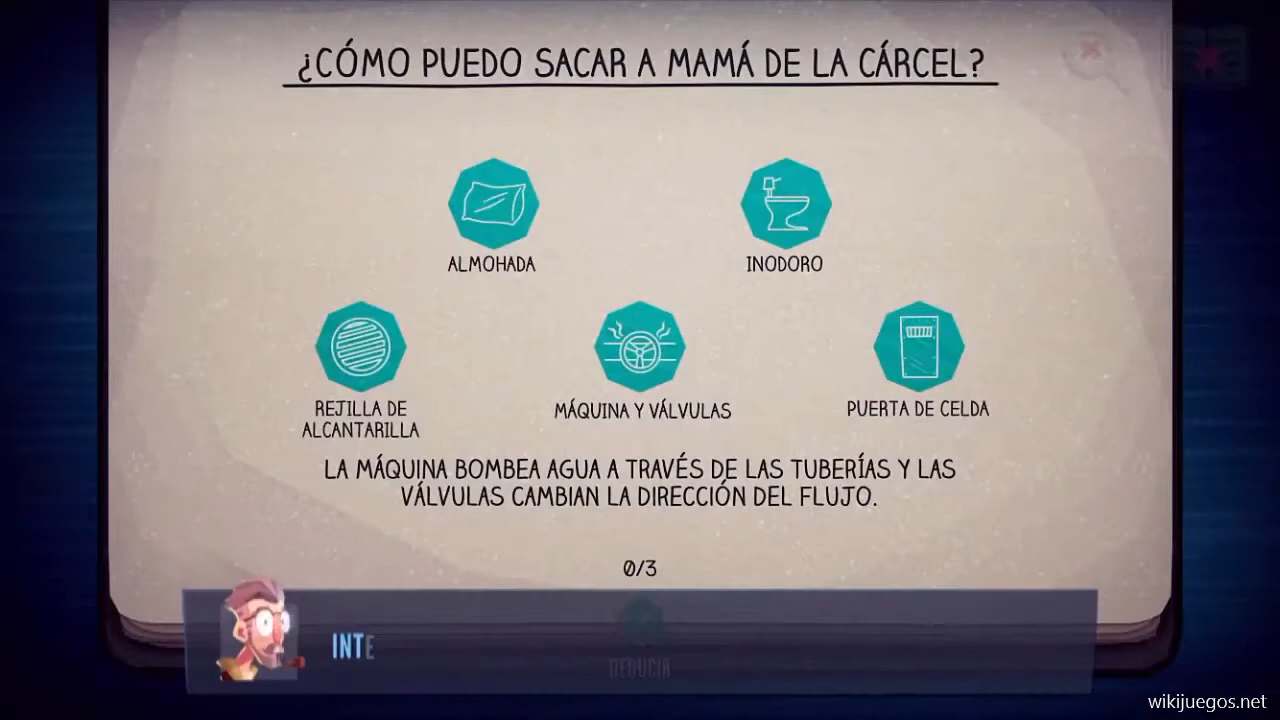 ¿CÓMO PUEDO SACAR A MAMÁ DE LA CÁRCEL?
ALMOHADA
INODORO
REJILLA DE
ALCANTARILLA
MÁQUINA Y VÁLVULAS
PUERTA DE CELDA
LA MÁQUINA BOMBEA AGUA A TRAVÉS DE LAS TUBERÍAS Y LAS
VÁLVULAS CAMBIAN LA DIRECCIÓN DEL FLUJO.
0/3
INTE
DEDUCIR
wikijuegos.net